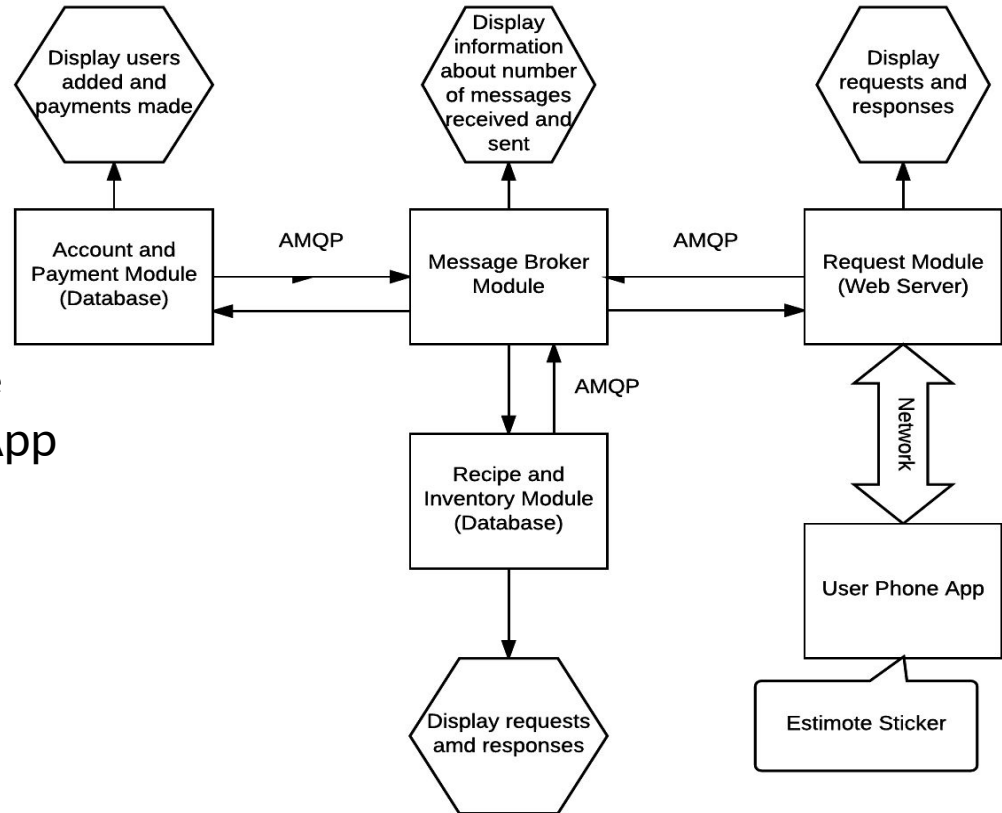 Display users
added and
payments made
Display
information
about number
of messages
received and
sent
Display
requests and
responses
Account and
Payment Module
(Database)
AMQP
Message Broker
Module
AMQP
Request Module
(Web Server)
AMQP
Network
App
Recipe and
Inventory Module
(Database)
User Phone App
Display requests
amd responses
Estimote Sticker